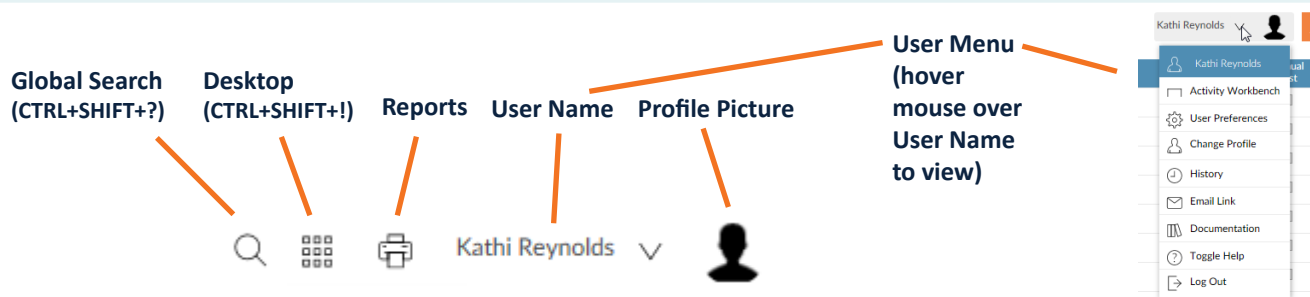 Global Search
(CTRL+SHIFT+?)
Desktop
(CTRL+SHIFT+!)
Reports
User Name
Profile Picture
User Menu
(hover
mouse over
User Name
to view)
Kathi Reynolds
Kathi Reynolds
Kathi Reynolds
Activity Workbench
User Preferences
Change Profile
History
Email Link
Documentation
Toggle Help
Log Out